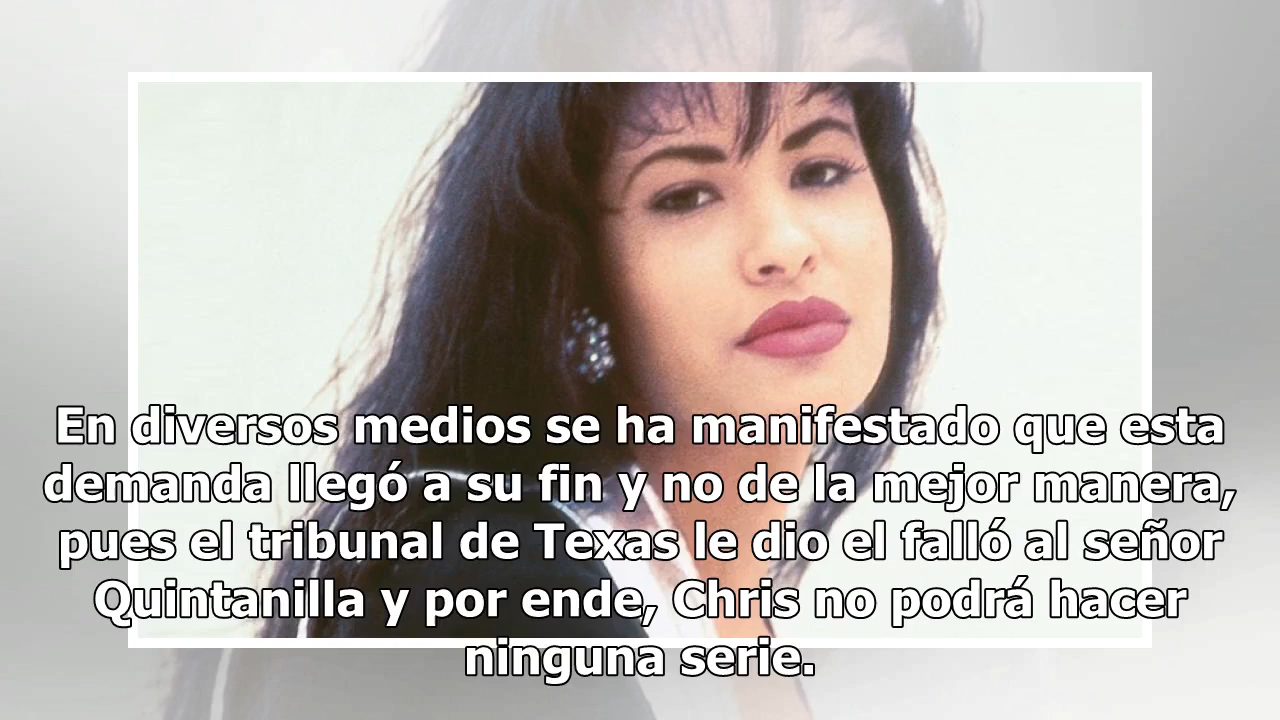 En diversos medios se ha manifestado que esta
demanda llegó a su fin y no de la mejor manera,
pues el tribunal de Texas le dio el falló al señor
Quintanilla y por ende, Chris no podrá hacer
ninguna serie.